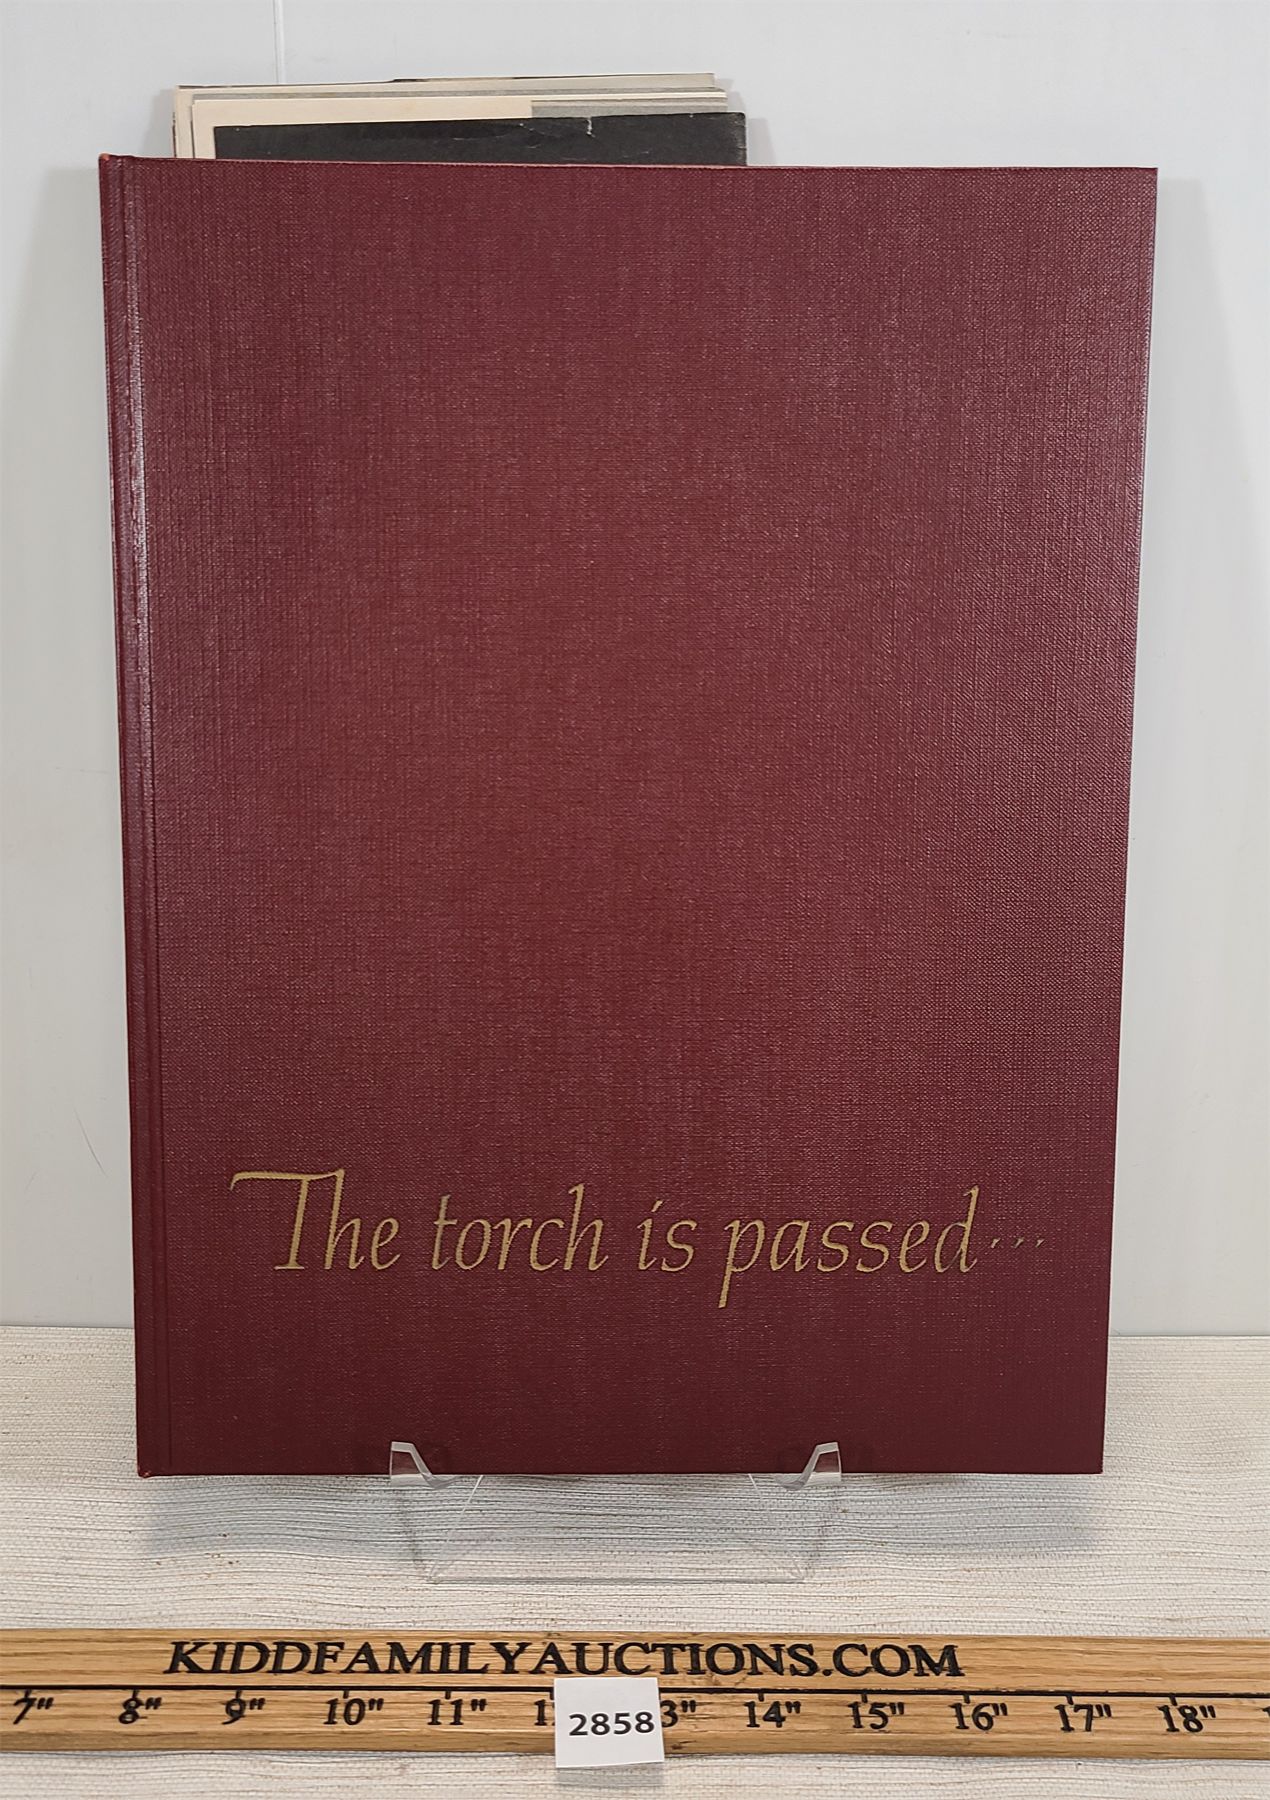 The torch is passed...
KIDDFAMILYAUCTIONS.COM
7" 8" 9" 10" 11" 1 3" 14" 15" 16" 17" 18"
2858